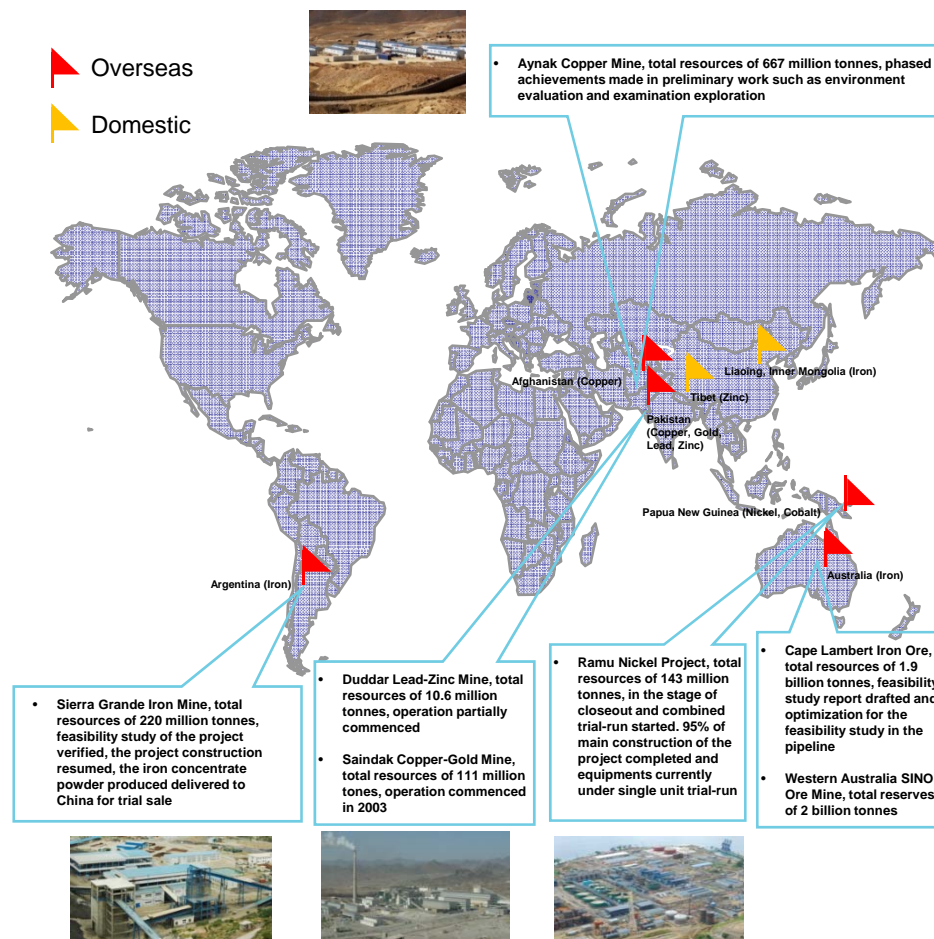 Overseas
Domestic
• Aynak Copper Mine, total resources of 667 million tonnes, phased
achievements made in preliminary work such as environment
evaluation and examination exploration
Afghanistan (Copper)
Liaoing, Inner Mongolia (Iron)
Tibet (Zinc)
Pakistan
(Copper, Gold,
Lead, Zinc)
Papua New Guinea (Nickel, Cobalt)
Argentina (Iron)
Australia (Iron)
• Sierra Grande Iron Mine, total
resources of 220 million tonnes,
feasibility study of the project
verified, the project construction
resumed, the iron concentrate
powder produced delivered to
China for trial sale
• Duddar Lead-Zinc Mine, total
resources of 10.6 million
tonnes, operation partially
commenced
• Saindak Copper-Gold Mine,
total resources of 111 million
tones, operation commenced
in 2003
• Ramu Nickel Project, total
resources of 143 million
tonnes, in the stage of
closeout and combined
trial-run started. 95% of
main construction of the
project completed and
equipments currently
under single unit trial-run
• Cape Lambert Iron Ore,
total resources of 1.9
billion tonnes, feasibility
study report drafted and
optimization for the
feasibility study in the
pipeline
• Western Australia SINO
Ore Mine, total reserves
of 2 billion tonnes